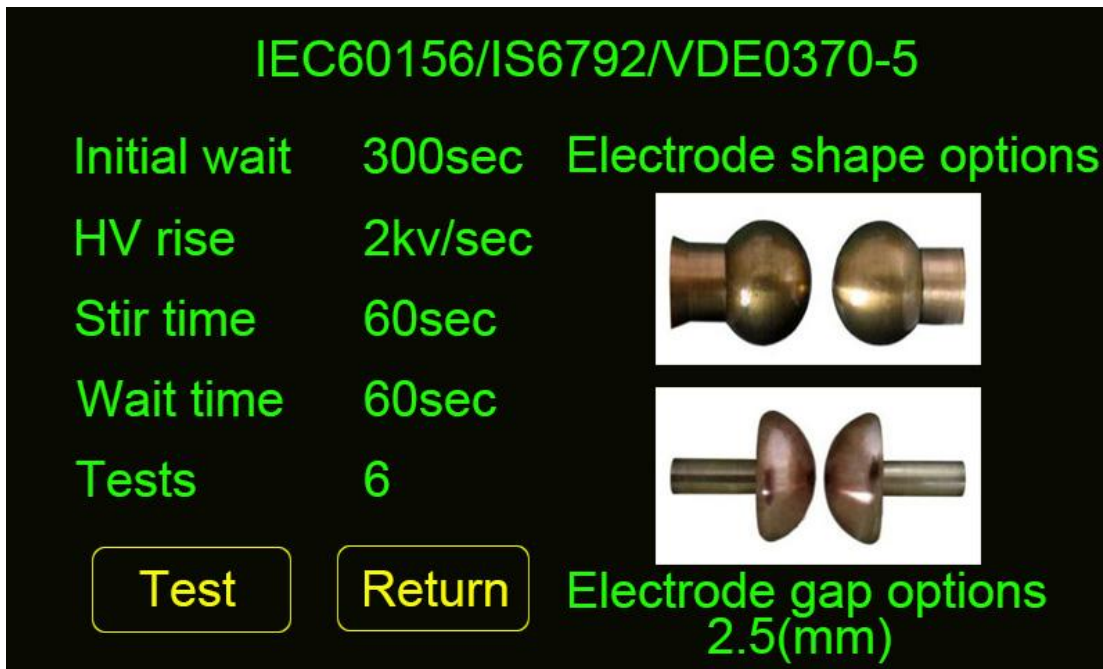 IEC60156/IS6792/VDE0370-5
Initial wait 300sec
Electrode shape options
HV rise 2kv/sec
Stir time 60sec
Wait time 60sec
Tests 6
Test Return
Electrode gap options
2.5(mm)